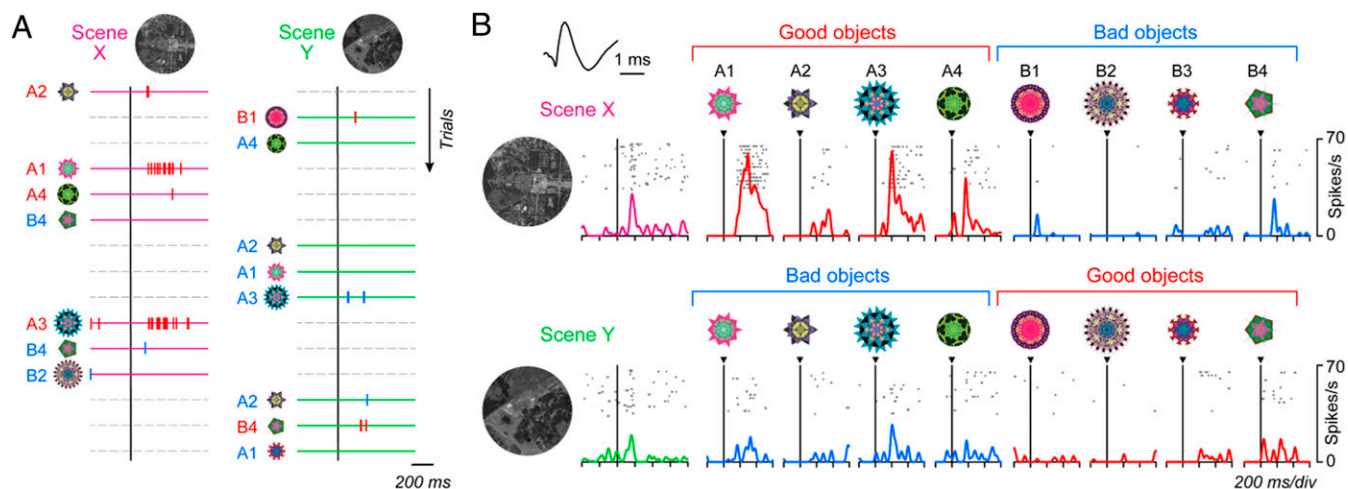 A
Scene X
Scene Y
A2
A1
A4
B4
A3
B4
B2
B1
A4
A2
A1
A3
A2
B4
A1
Trials
200 ms
B
1 ms
Good objects
Bad objects
A1 A2 A3 A4 B1 B2 B3 B4
Scene X
70
Spikes/s
0
Bad objects
Good objects
Scene Y
70
Spikes/s
0
200 ms/div